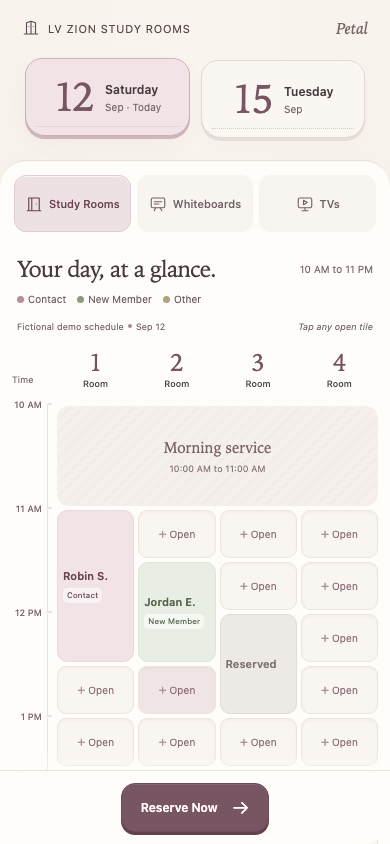 LV ZION STUDY ROOMS
Petal
12 Saturday
Sep · Today
15 Tuesday
Sep
Study Rooms
Whiteboards
TVs
Your day, at a glance.
10 AM to 11 PM
Contact
New Member
Other
Fictional demo schedule • Sep 12
Tap any open tile
Time
1
Room
2
Room
3
Room
4
Room
10 AM
Morning service
10:00 AM to 11:00 AM
11 AM
+ Open
+ Open
+ Open
Robin S.
Contact
Jordan E.
New Member
+ Open
+ Open
12 PM
Reserved
+ Open
+ Open
+ Open
+ Open
1 PM
+ Open
+ Open
+ Open
+ Open
Reserve Now →